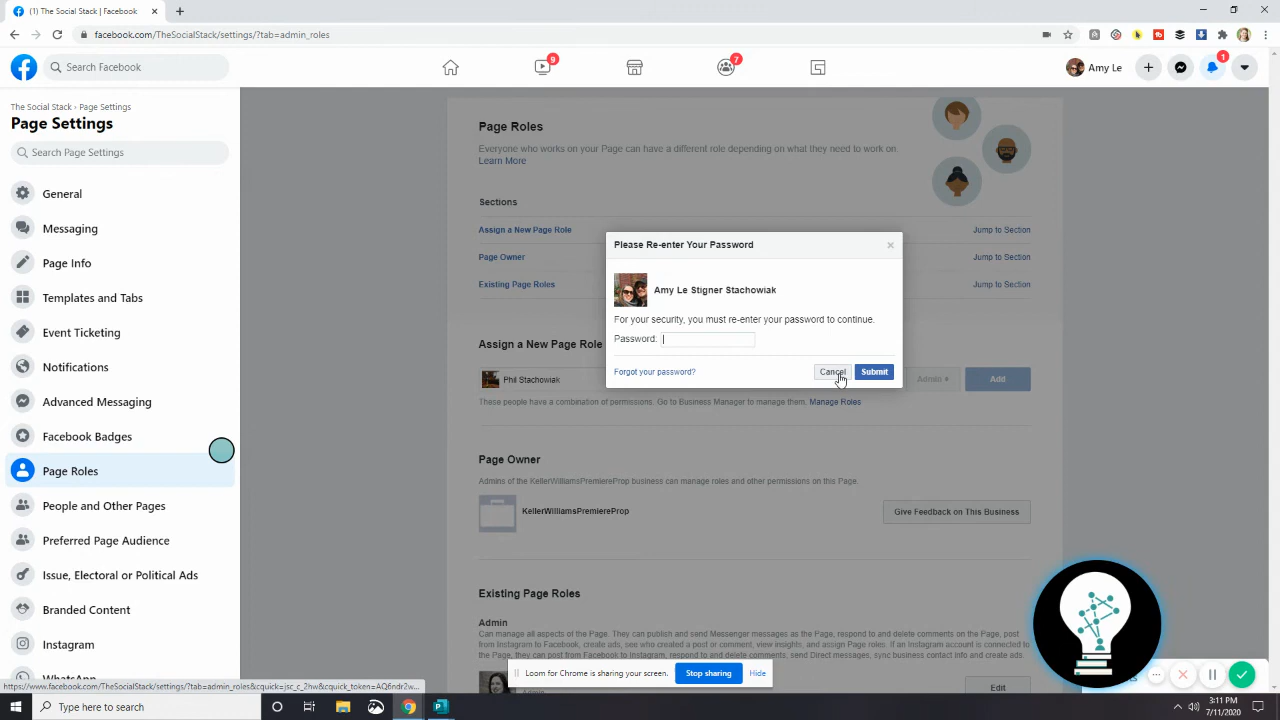 (1) The Social Stack
facebook.com/TheSocialStack/settings/?tab=admin_roles
Search Facebook
9
7
Amy Le
1
The Social Stack › Page Settings
Page Settings
Search Page Settings
General
Messaging
Page Info
Templates and Tabs
Event Ticketing
Notifications
Advanced Messaging
Facebook Badges
Page Roles
People and Other Pages
Preferred Page Audience
Issue, Electoral or Political Ads
Branded Content
Instagram
Page Roles
Everyone who works on your Page can have a different role depending on what they need to work on.
Learn More
Sections
Assign a New Page Role Jump to Section
Page Owner Jump to Section
Existing Page Roles Jump to Section
Please Re-enter Your Password
Amy Le Stigner Stachowiak
For your security, you must re-enter your password to continue.
Password:
Forgot your password? Cancel Submit
Assign a New Page Role
Phil Stachowiak Admin Add
These people have a combination of permissions. Go to Business Manager to manage them. Manage Roles
Page Owner
Admins of the KellerWilliamsPremiereProp business can manage roles and other permissions on this Page.
KellerWilliamsPremiereProp Give Feedback on This Business
Existing Page Roles
Admin
Can manage all aspects of the Page. They can publish and send Messenger messages as the Page, respond to and delete comments on the Page, post
from Instagram to Facebook, create ads, see who created a post or comment, view insights, and assign Page roles. If an Instagram account is connected to
the Page, they can post from Facebook to Instagram, respond to and delete comments, send Direct messages, sync business contact info and create ads.
Admin Edit
Loom for Chrome is sharing your screen. Stop sharing Hide
Type here to search
3:11 PM
7/11/2020